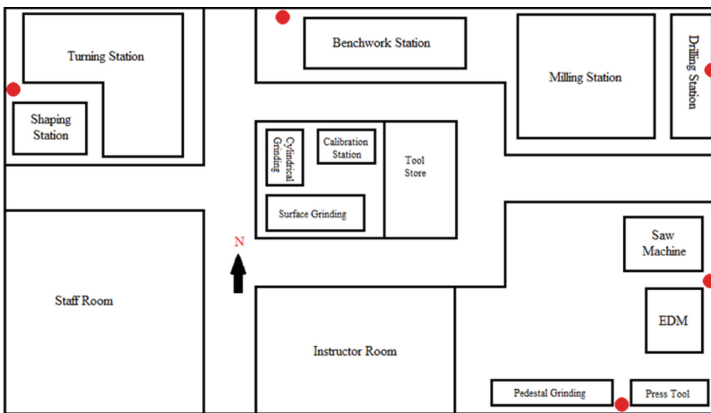 Turning Station
Benchwork Station
Milling Station
Drilling Station
Shaping
Station
Cylindrical
Grinding
Calibration
Station
Tool
Store
Surface Grinding
N
Saw
Machine
Staff Room
EDM
Instructor Room
Pedestal Grinding
Press Tool